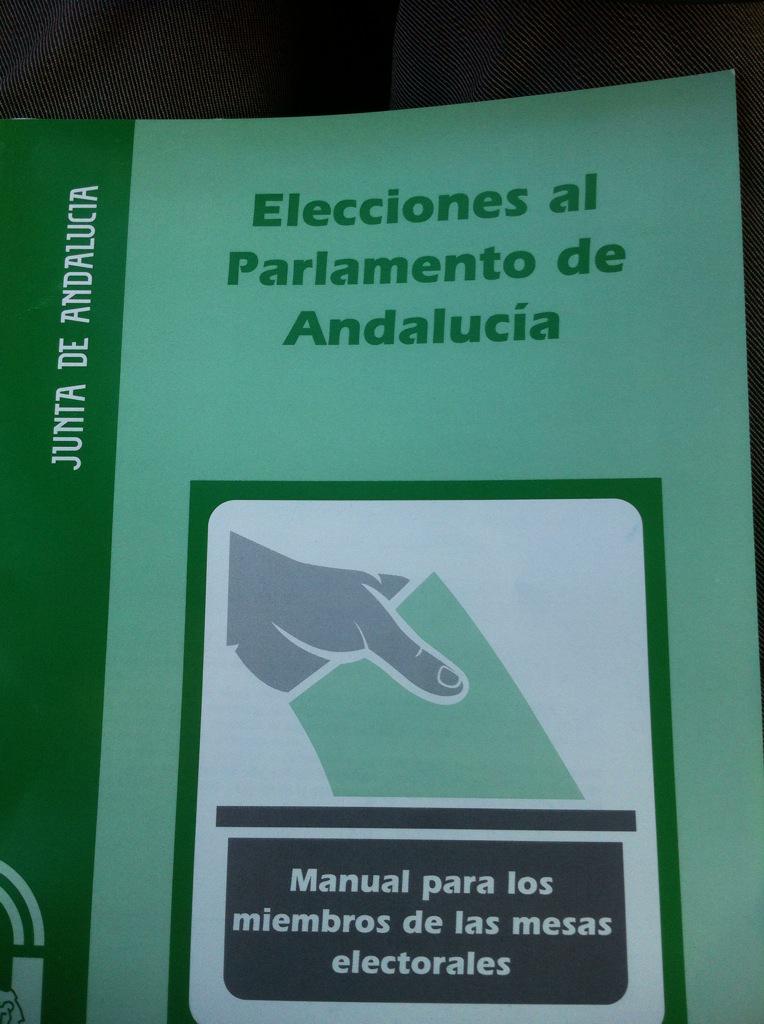 JUNTA DE ANDALUCIA
Elecciones al
Parlamento de
Andalucía
Manual para los
miembros de las mesas
electorales